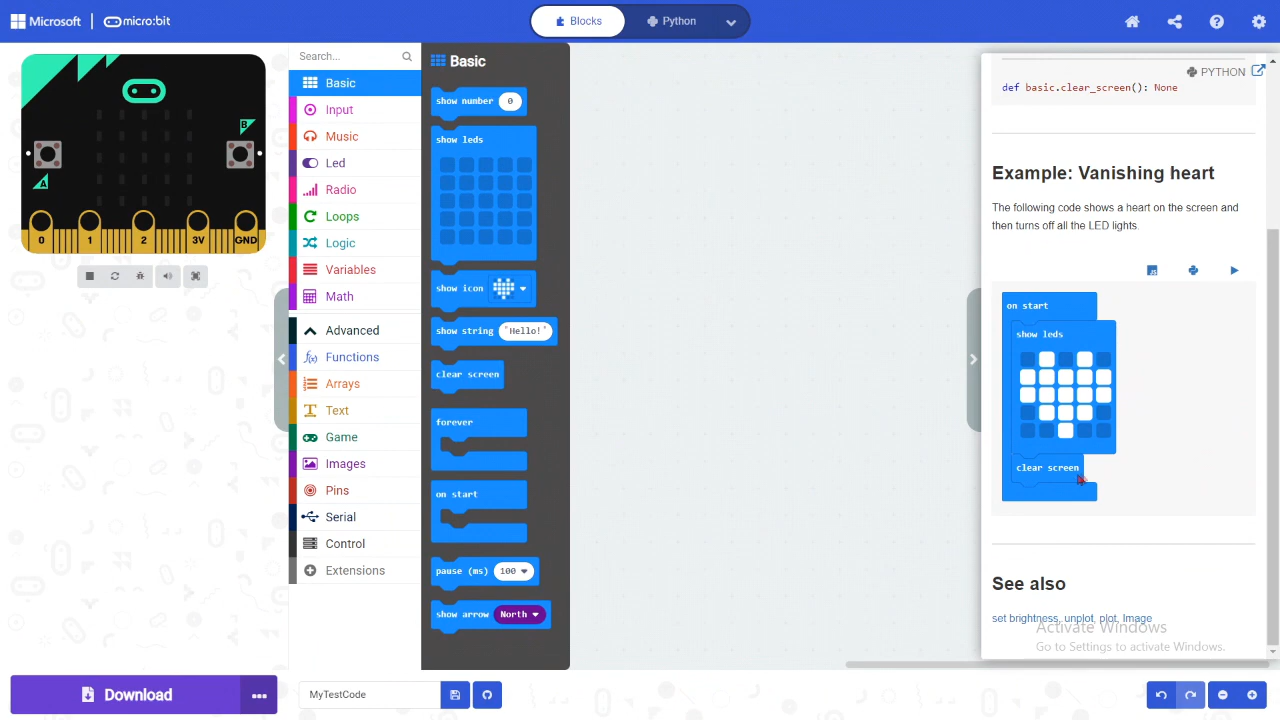 Microsoft
micro:bit
Blocks
Python
B
A
0
1
2
3V
GND
Search...
Basic
Input
Music
Led
Radio
Loops
Logic
Variables
Math
Advanced
Functions
Arrays
Text
Game
Images
Pins
Serial
Control
Extensions
Basic
show number 0
show leds
show icon
show string "Hello!"
clear screen
forever
on start
pause (ms) 100
show arrow North
PYTHON
def basic.clear_screen(): None
Example: Vanishing heart
The following code shows a heart on the screen and
then turns off all the LED lights.
on start
show leds
clear screen
See also
set brightness, unplot, plot, Image
Activate Windows
Go to Settings to activate Windows.
Download
MyTestCode